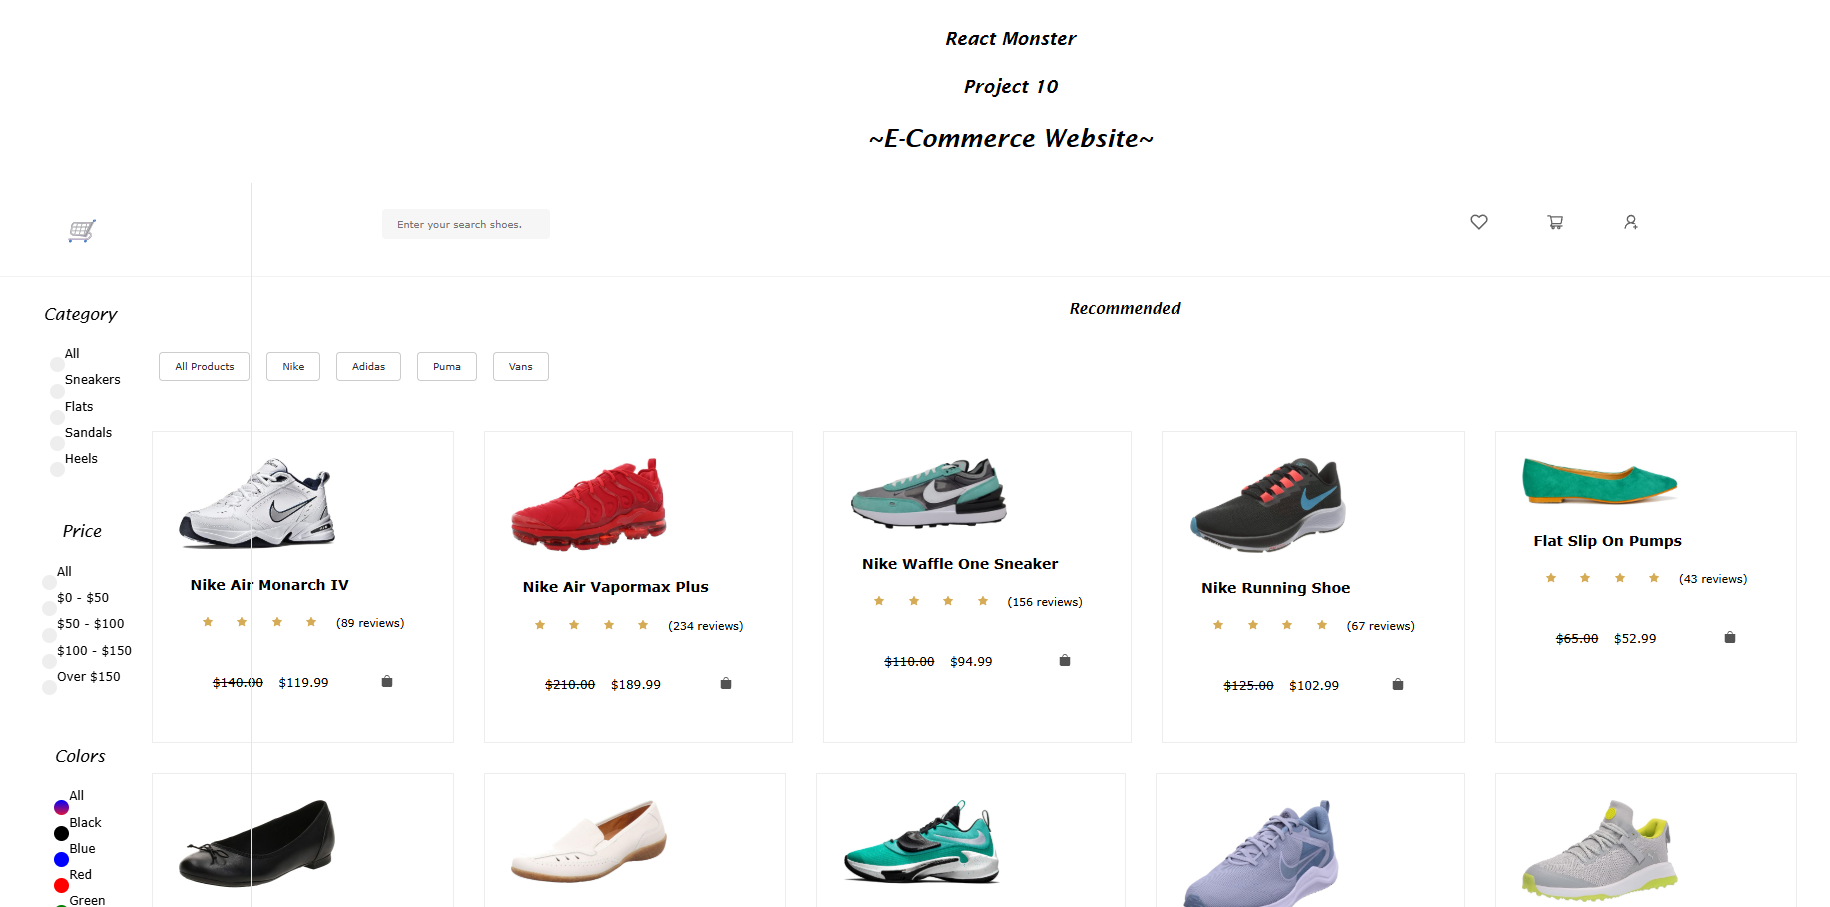 React Monster
Project 10
~E-Commerce Website~
Enter your search shoes.
Category
All
Sneakers
Flats
Sandals
Heels
Price
All
$0 - $50
$50 - $100
$100 - $150
Over $150
Colors
All
Black
Blue
Red
Green
Recommended
All Products Nike Adidas Puma Vans
Nike Air Monarch IV
(89 reviews)
$140.00 $119.99
Nike Air Vapormax Plus
(234 reviews)
$210.00 $189.99
Nike Waffle One Sneaker
(156 reviews)
$110.00 $94.99
Nike Running Shoe
(67 reviews)
$125.00 $102.99
Flat Slip On Pumps
(43 reviews)
$65.00 $52.99